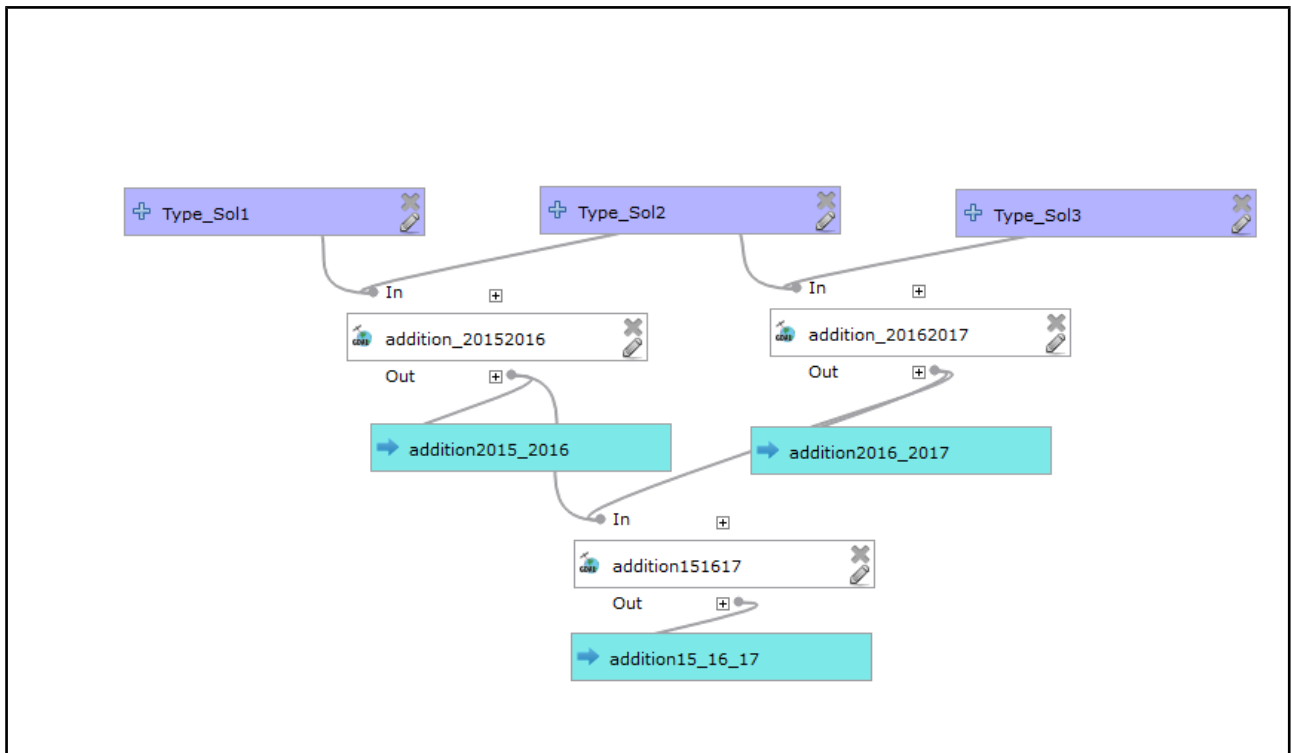 Type_Sol1
Type_Sol2
Type_Sol3
In
In
addition_20152016
addition_20162017
Out
Out
addition2015_2016
addition2016_2017
In
addition151617
Out
addition15_16_17